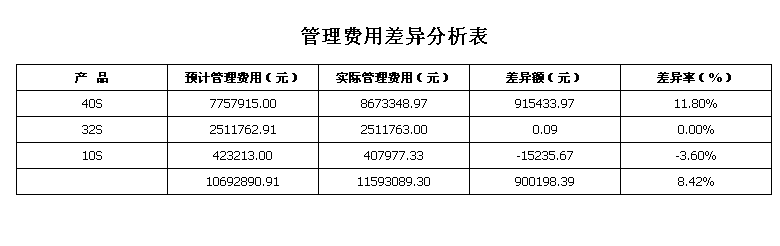 管理费用差异分析表
产 品 预计管理费用(元) 实际管理费用(元) 差异额(元) 差异率(%)
40S 7757915.00 8673348.97 915433.97 11.80%
32S 2511762.91 2511763.00 0.09 0.00%
10S 423213.00 407977.33 -15235.67 -3.60%
10692890.91 11593089.30 900198.39 8.42%